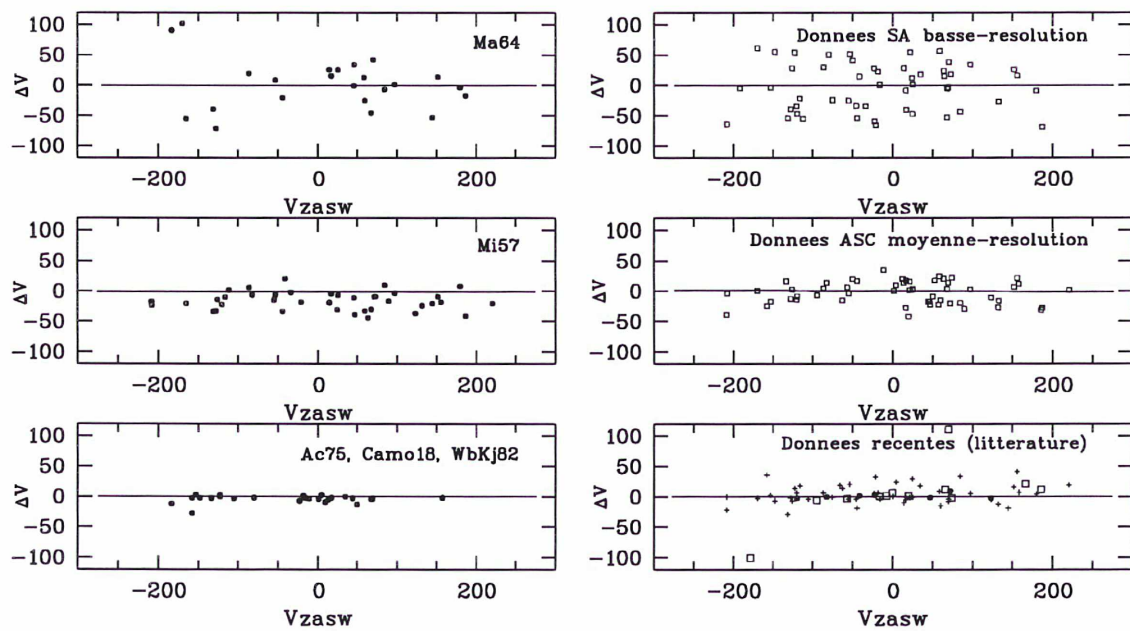 100
50
0
-50
-100
ΔV
Ma64
-200
0
200
Vzasw
100
50
0
-50
-100
ΔV
Donnees SA basse-resolution
-200
0
200
Vzasw
100
50
0
-50
-100
ΔV
Mi57
-200
0
200
Vzasw
100
50
0
-50
-100
ΔV
Donnees ASC moyenne-resolution
-200
0
200
Vzasw
100
50
0
-50
-100
ΔV
Ac75, Camo18, WbKj82
-200
0
200
Vzasw
100
50
0
-50
-100
ΔV
Donnees recentes (litterature)
-200
0
200
Vzasw